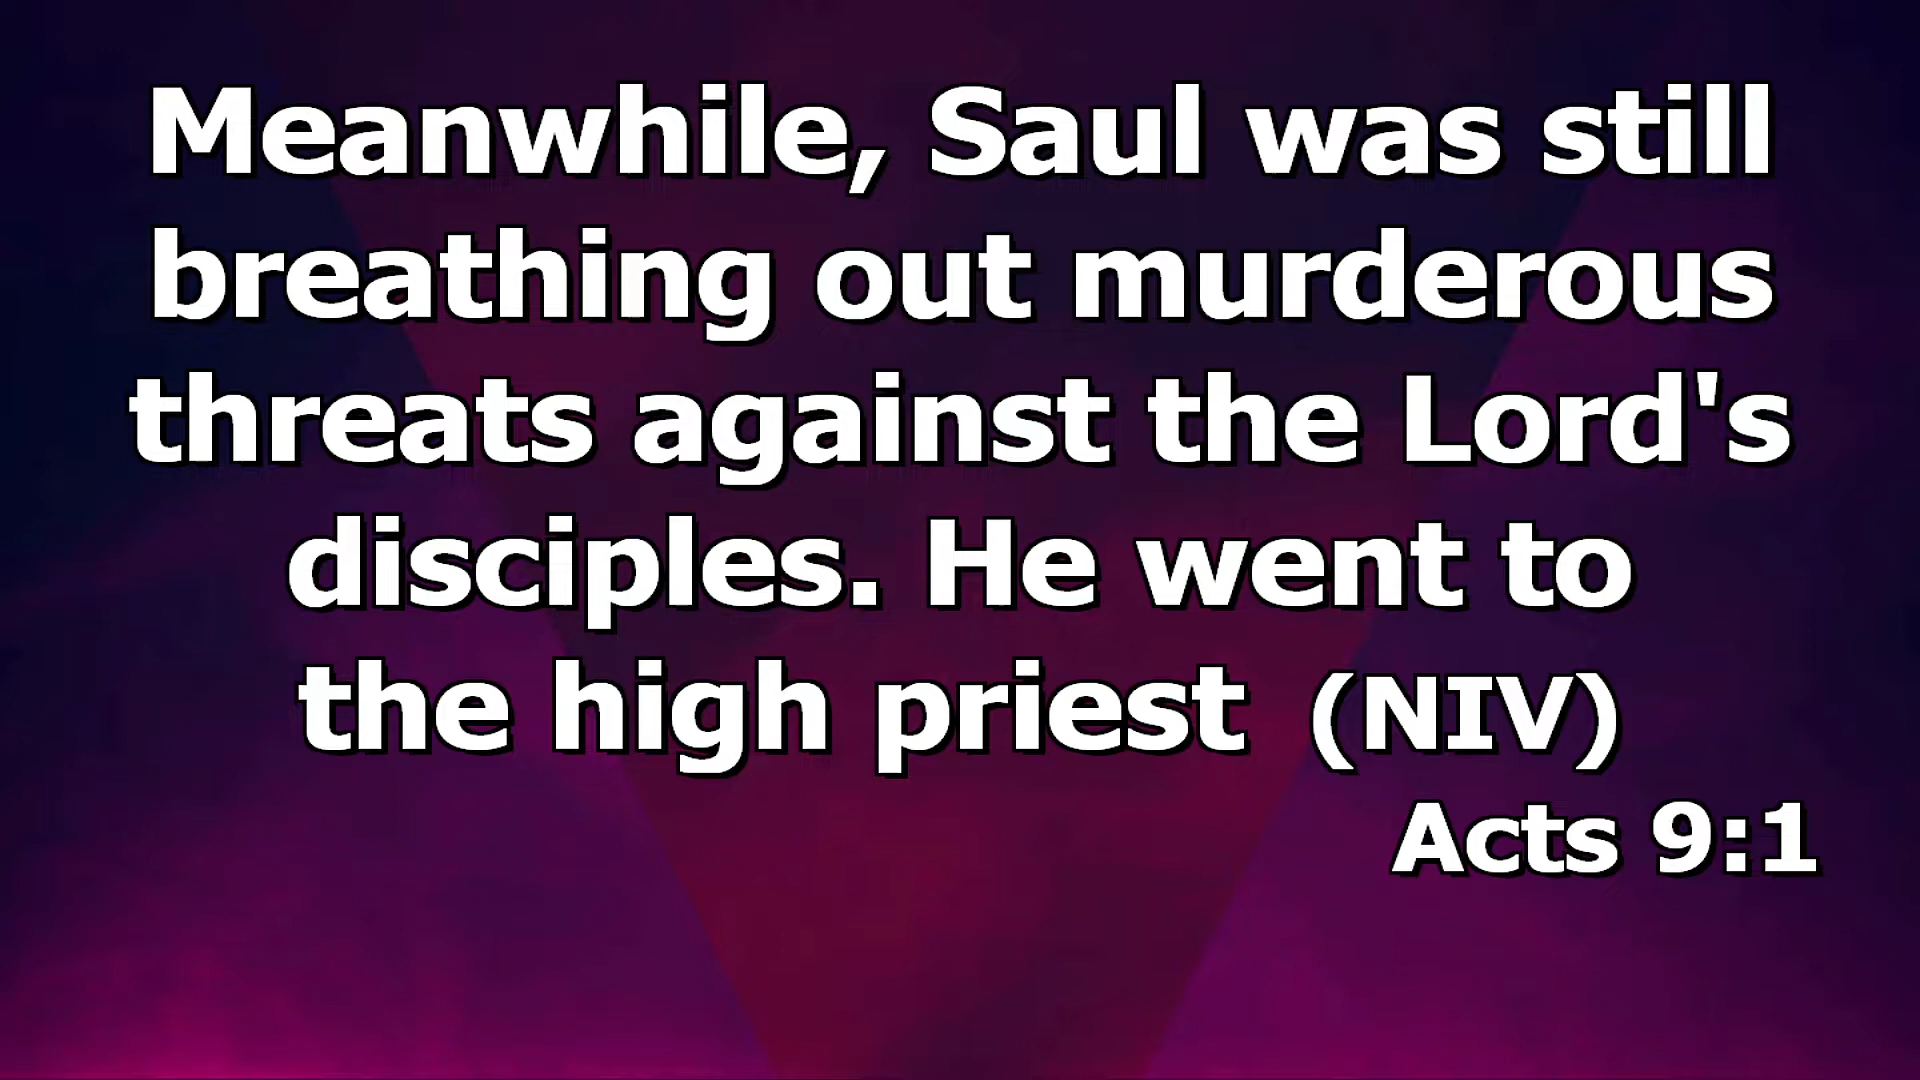 Meanwhile, Saul was still
breathing out murderous
threats against the Lord's
disciples. He went to
the high priest (NIV)
Acts 9:1